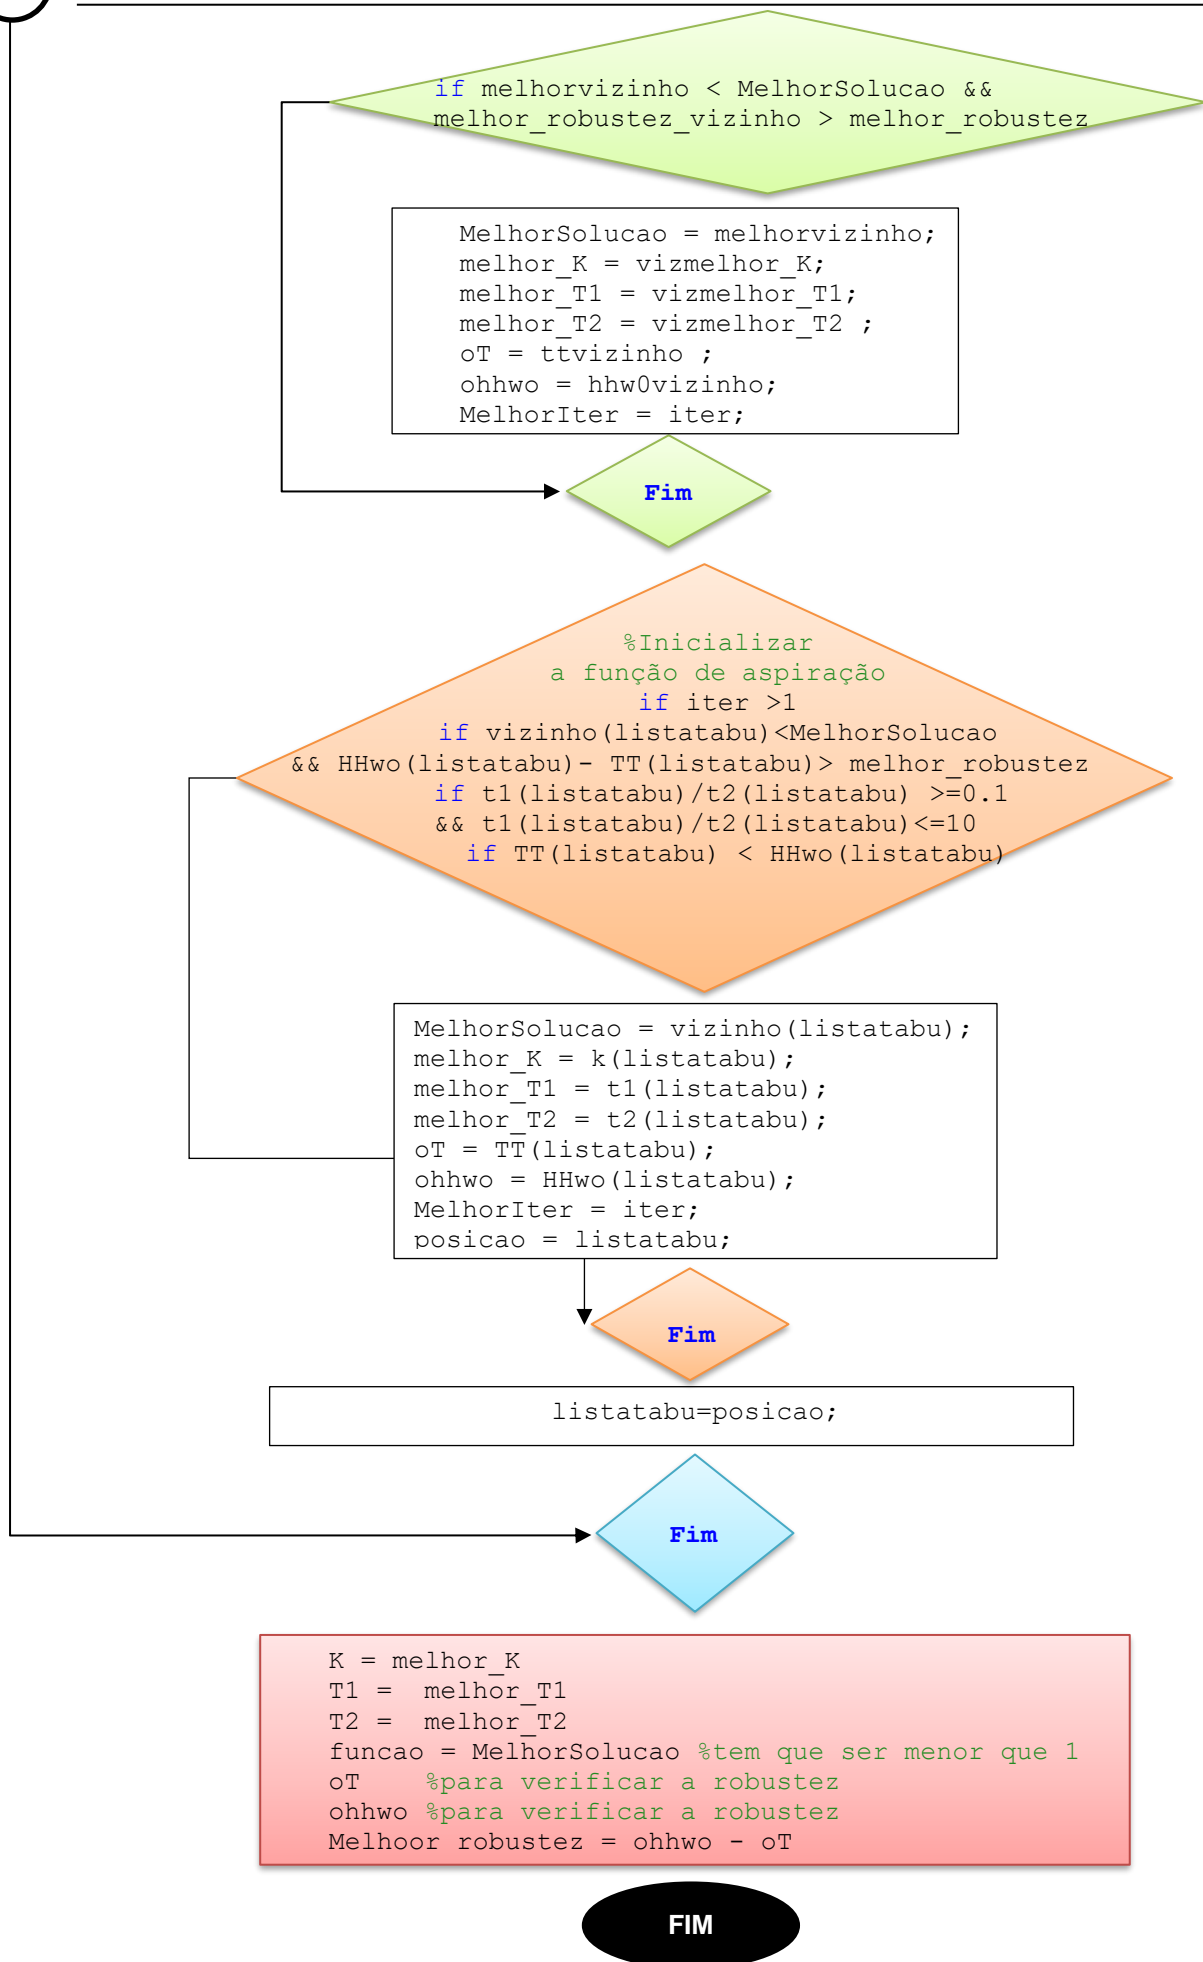 if melhorvizinho < MelhorSolucao &&
melhor_robustez_vizinho > melhor_robustez
MelhorSolucao = melhorvizinho;
melhor_K = vizmelhor_K;
melhor_T1 = vizmelhor_T1;
melhor_T2 = vizmelhor_T2 ;
oT = ttvizinho ;
ohhwo = hhw0vizinho;
MelhorIter = iter;
Fim
%Inicializar
a função de aspiração
if iter >1
if vizinho(listatabu)<MelhorSolucao
&& HHwo(listatabu)- TT(listatabu)> melhor_robustez
if t1(listatabu)/t2(listatabu) >=0.1
&& t1(listatabu)/t2(listatabu)<=10
if TT(listatabu) < HHwo(listatabu)
MelhorSolucao = vizinho(listatabu);
melhor_K = k(listatabu);
melhor_T1 = t1(listatabu);
melhor_T2 = t2(listatabu);
oT = TT(listatabu);
ohhwo = HHwo(listatabu);
MelhorIter = iter;
posicao = listatabu;
Fim
listatabu=posicao;
Fim
K = melhor_K
T1 =  melhor_T1
T2 =  melhor_T2
funcao = MelhorSolucao %tem que ser menor que 1
oT    %para verificar a robustez
ohhwo %para verificar a robustez
Melhoor robustez = ohhwo - oT
FIM